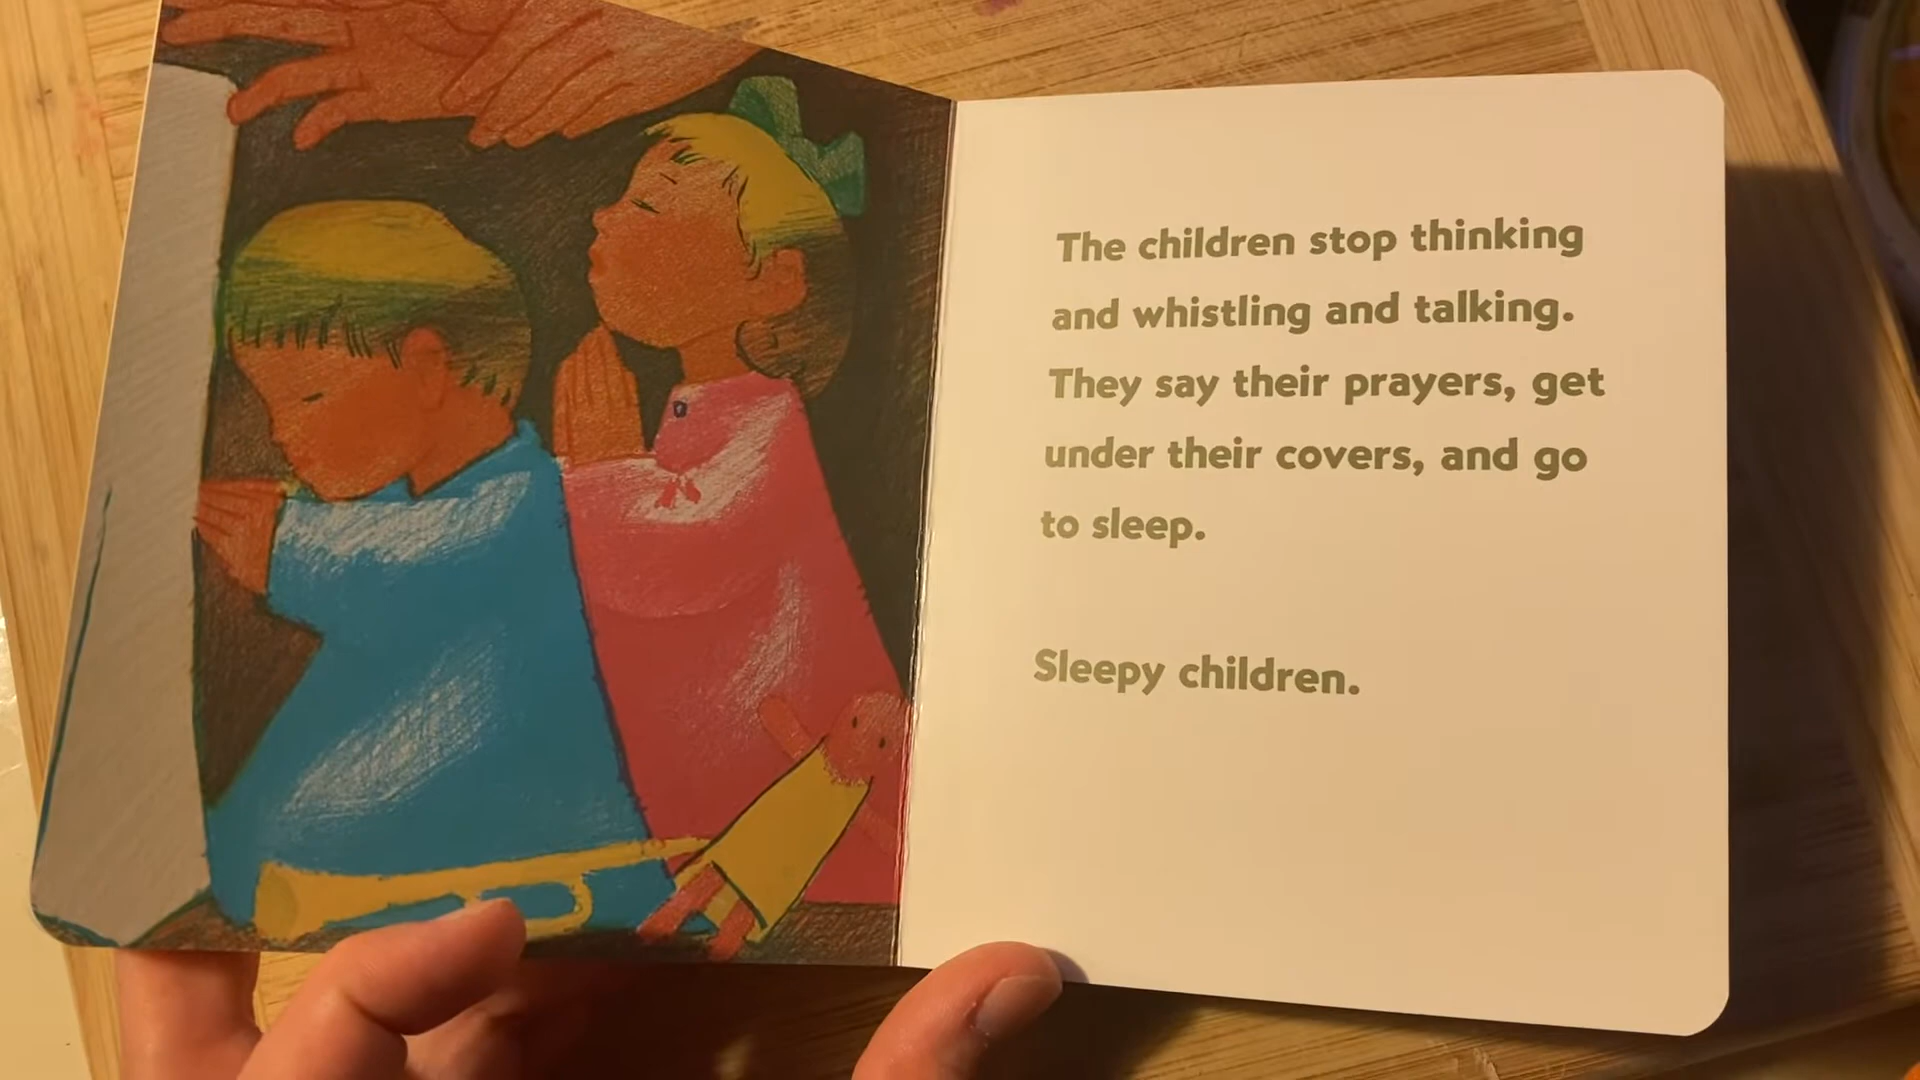 The children stop thinking
and whistling and talking.
They say their prayers, get
under their covers, and go
to sleep.
Sleepy children.